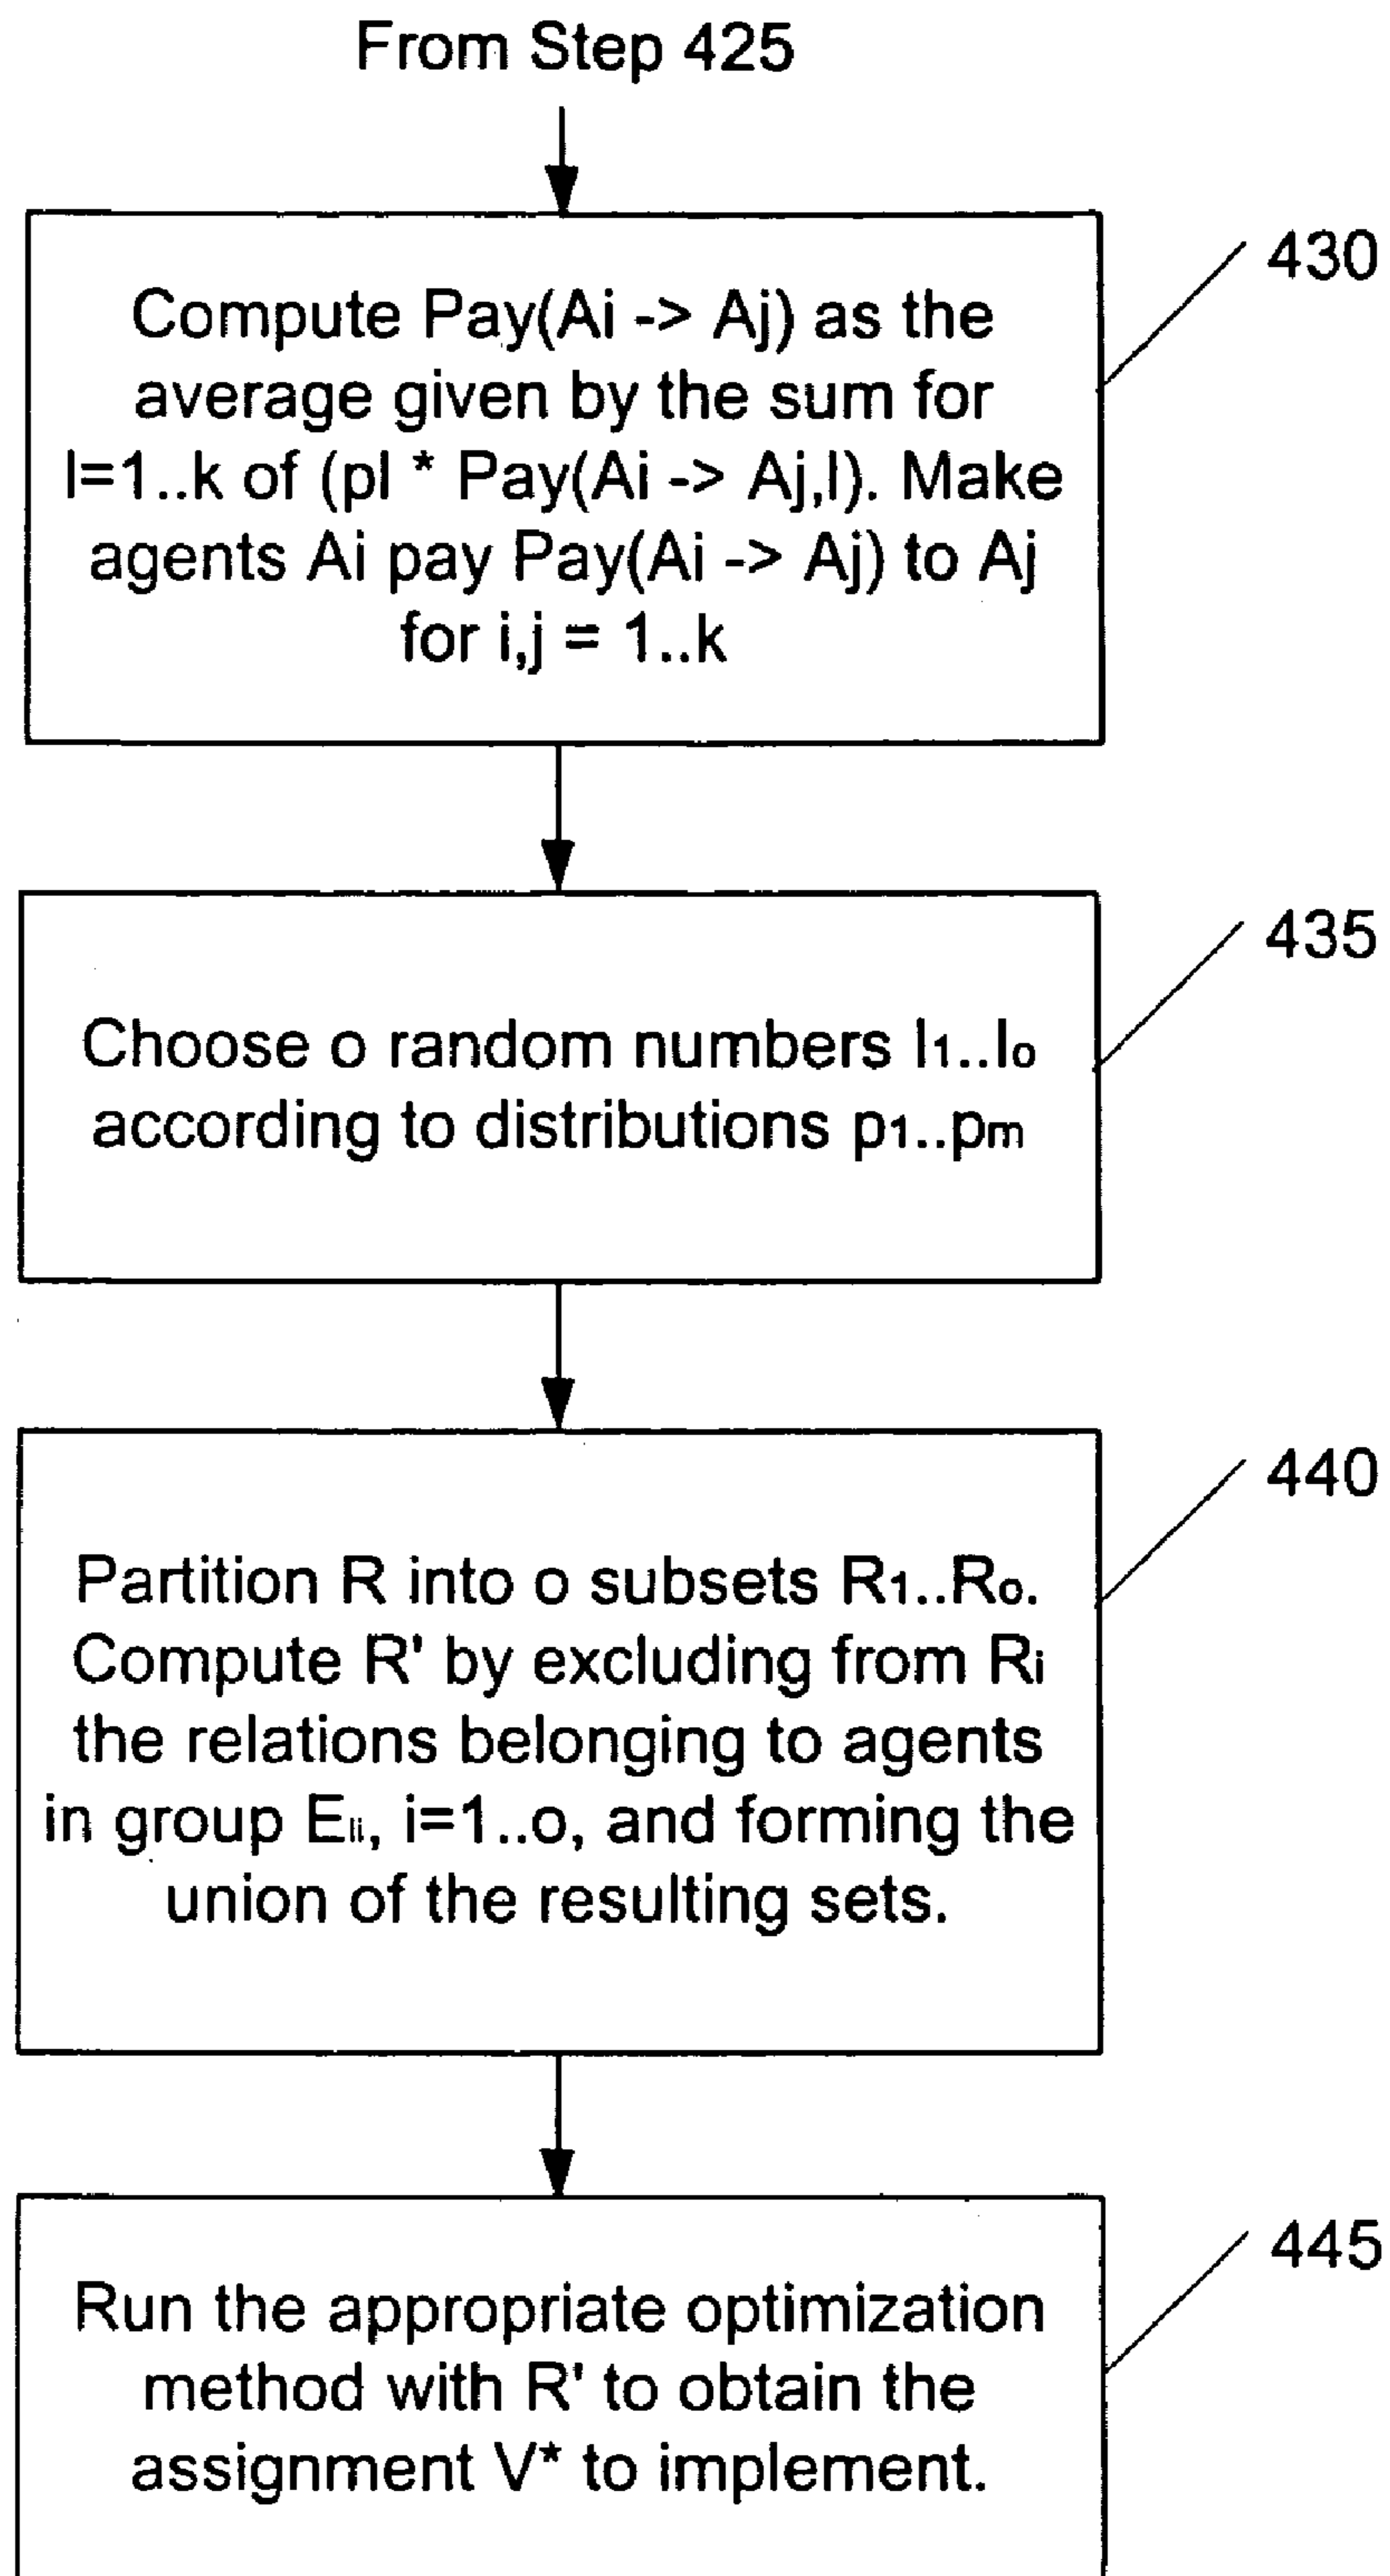 From Step 425
430
Compute Pay(Ai -> Aj) as the
average given by the sum for
l=1..k of (pl * Pay(Ai -> Aj,l). Make
agents Ai pay Pay(Ai -> Aj) to Aj
for i,j = 1..k
435
Choose o random numbers l1..lo
according to distributions p1..pm
440
Partition R into o subsets R1..Ro.
Compute R' by excluding from Ri
the relations belonging to agents
in group Eli, i=1..o, and forming the
union of the resulting sets.
445
Run the appropriate optimization
method with R' to obtain the
assignment V* to implement.